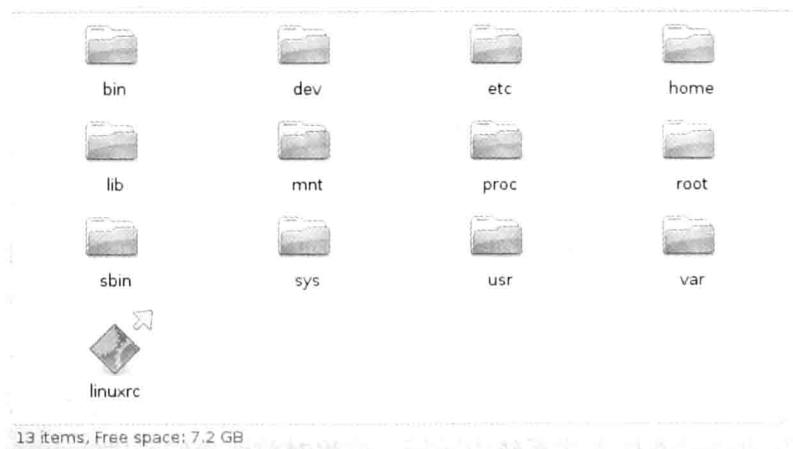 bin dev etc home
lib mnt proc root
sbin sys usr var
linuxrc
13 items, Free space: 7.2 GB